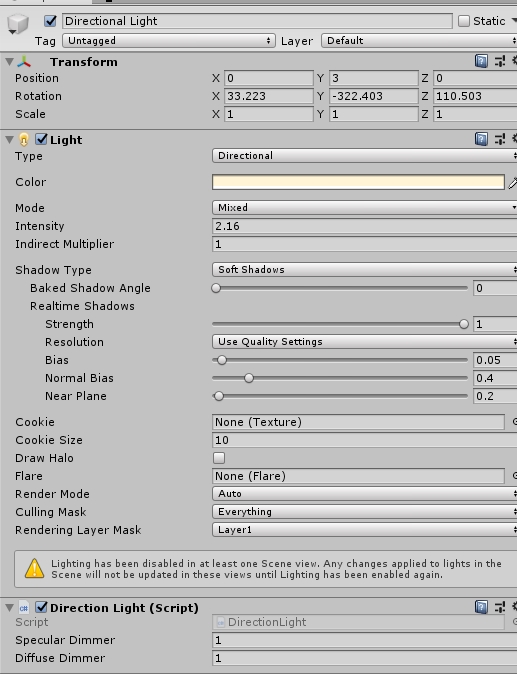 Directional Light Static
Tag Untagged Layer Default
Transform
Position X 0 Y 3 Z 0
Rotation X 33.223 Y -322.403 Z 110.503
Scale X 1 Y 1 Z 1
Light
Type Directional
Color
Mode Mixed
Intensity 2.16
Indirect Multiplier 1
Shadow Type Soft Shadows
Baked Shadow Angle 0
Realtime Shadows
Strength 1
Resolution Use Quality Settings
Bias 0.05
Normal Bias 0.4
Near Plane 0.2
Cookie None (Texture)
Cookie Size 10
Draw Halo
Flare None (Flare)
Render Mode Auto
Culling Mask Everything
Rendering Layer Mask Layer1
Lighting has been disabled in at least one Scene view. Any changes applied to lights in the
Scene will not be updated in these views until Lighting has been enabled again.
Direction Light (Script)
Script DirectionLight
Specular Dimmer 1
Diffuse Dimmer 1